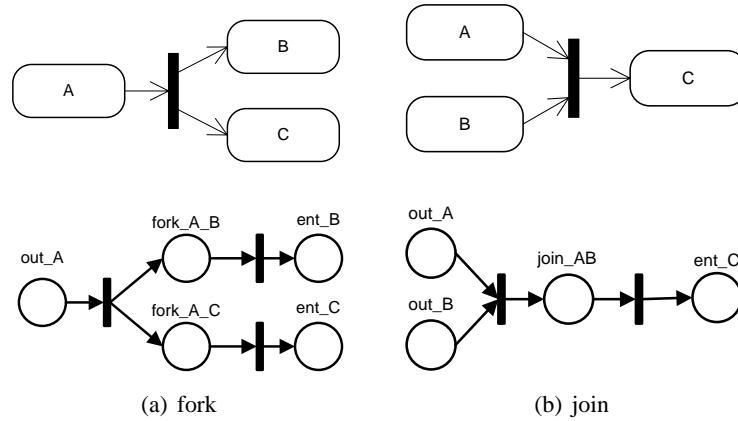 A
B
C
A
B
C
out_A
fork_A_B
ent_B
fork_A_C
ent_C
(a) fork
out_A
out_B
join_AB
ent_C
(b) join